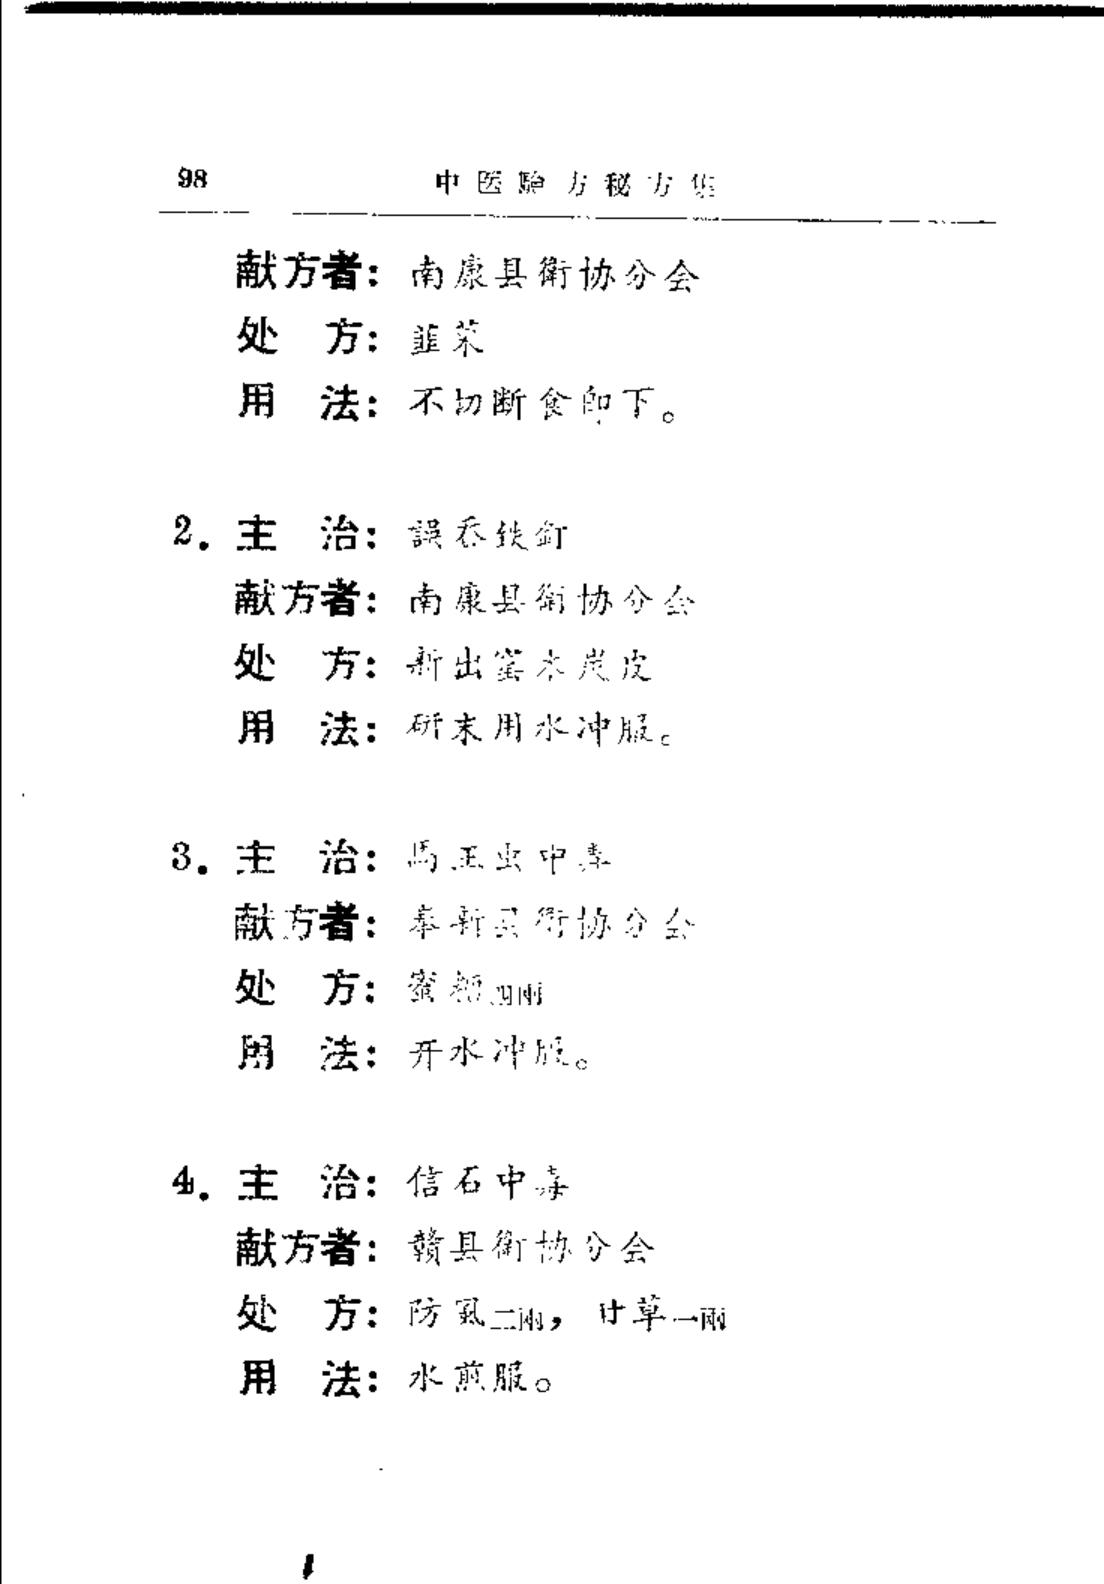 98
中医驗方秘方集
献方者：南康县衛协分会
处　方：韮菜
用　法：不切断食卽下。
2．主　治：誤吞鉄釘
献方者：南康县衛协分会
处　方：新出窰木炭皮
用　法：研末用水冲服。
3．主　治：馬王虫中毒
献方者：奉新县衛协分会
处　方：蜜糖四兩
用　法：开水冲服。
4．主　治：信石中毒
献方者：赣县衛协分会
处　方：防风二兩，甘草一兩
用　法：水煎服。